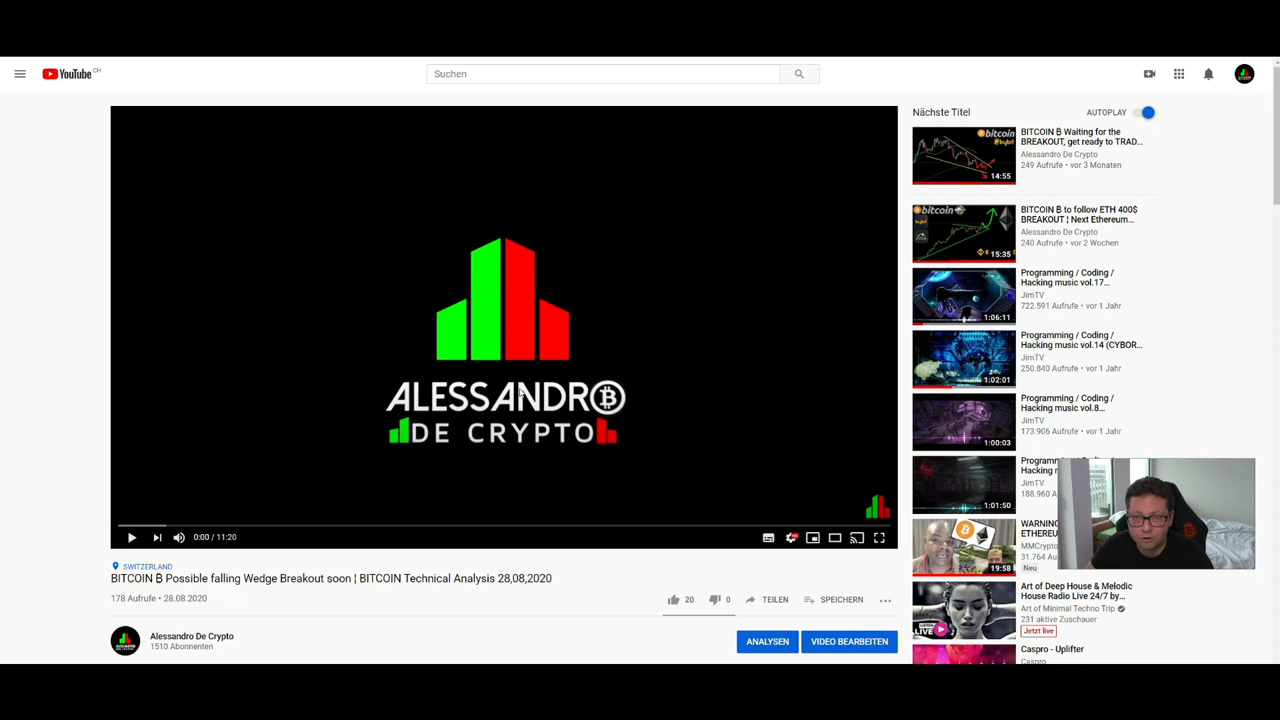 YouTube CH
Suchen
ALESSANDRO
DE CRYPTO
0:00 / 11:20
SWITZERLAND
BITCOIN ₿ Possible falling Wedge Breakout soon ¦ BITCOIN Technical Analysis 28,08,2020
178 Aufrufe • 28.08.2020
20
0
TEILEN
SPEICHERN
Alessandro De Crypto
1510 Abonnenten
ANALYSEN
VIDEO BEARBEITEN
Nächste Titel
AUTOPLAY
bitcoin
bybit
14:55
BITCOIN ₿ Waiting for the
BREAKOUT, get ready to TRAD...
Alessandro De Crypto
249 Aufrufe • vor 3 Monaten
bitcoin
15:35
BITCOIN ₿ to follow ETH 400$
BREAKOUT ¦ Next Ethereum...
Alessandro De Crypto
240 Aufrufe • vor 2 Wochen
1:06:11
Programming / Coding /
Hacking music vol.17...
JimTV
722.591 Aufrufe • vor 1 Jahr
1:02:01
Programming / Coding /
Hacking music vol.14 (CYBOR...
JimTV
250.840 Aufrufe • vor 1 Jahr
1:00:03
Programming / Coding /
Hacking music vol.8...
JimTV
173.906 Aufrufe • vor 1 Jahr
1:01:50
JimTV
188.960 A
19:58
WARNING
ETHEREU
MMCrypto
31.764 Au
Neu
LIVE
Art of Deep House & Melodic
House Radio Live 24/7 by...
Art of Minimal Techno Trip
231 aktive Zuschauer
Jetzt live
Caspro - Uplifter
Caspro